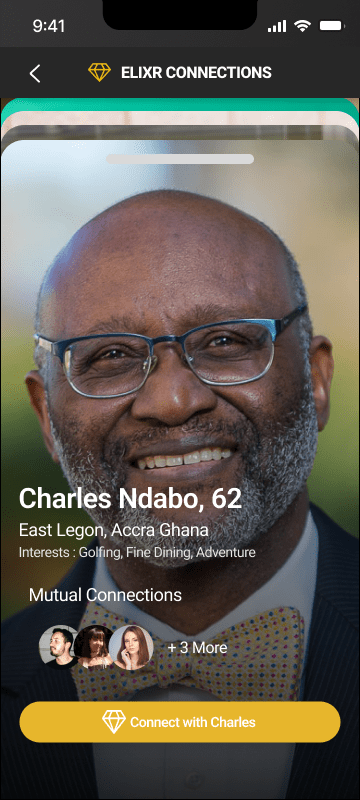 9:41
ELIXR CONNECTIONS
Charles Ndabo, 62
East Legon, Accra Ghana
Interests : Golfing, Fine Dining, Adventure
Mutual Connections
+ 3 More
Connect with Charles